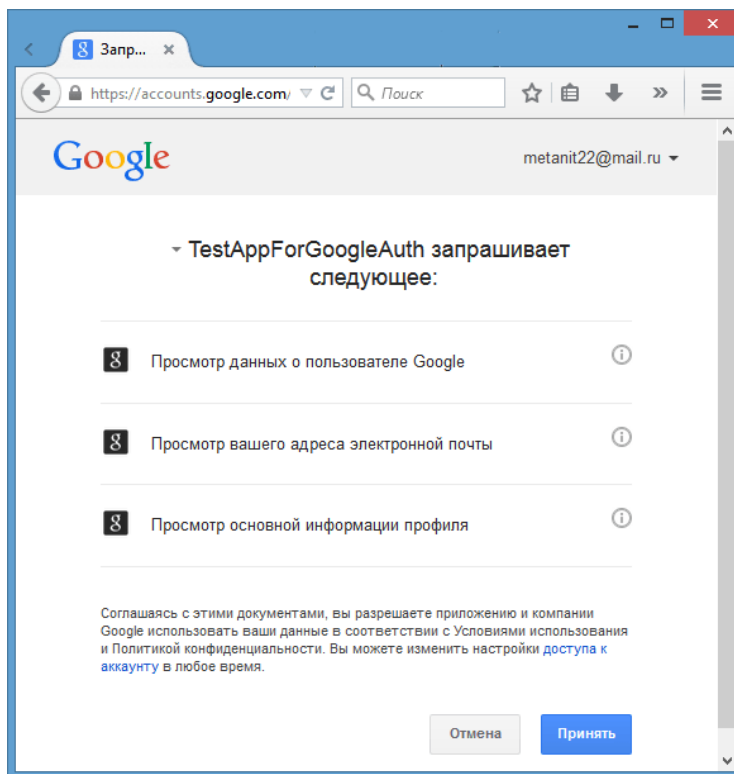 Запр...
https://accounts.google.com/
Поиск
Google
metanit22@mail.ru
TestAppForGoogleAuth запрашивает
следующее:
Просмотр данных о пользователе Google
Просмотр вашего адреса электронной почты
Просмотр основной информации профиля
Соглашаясь с этими документами, вы разрешаете приложению и компании
Google использовать ваши данные в соответствии с Условиями использования
и Политикой конфиденциальности. Вы можете изменить настройки доступа к
аккаунту в любое время.
Отмена
Принять